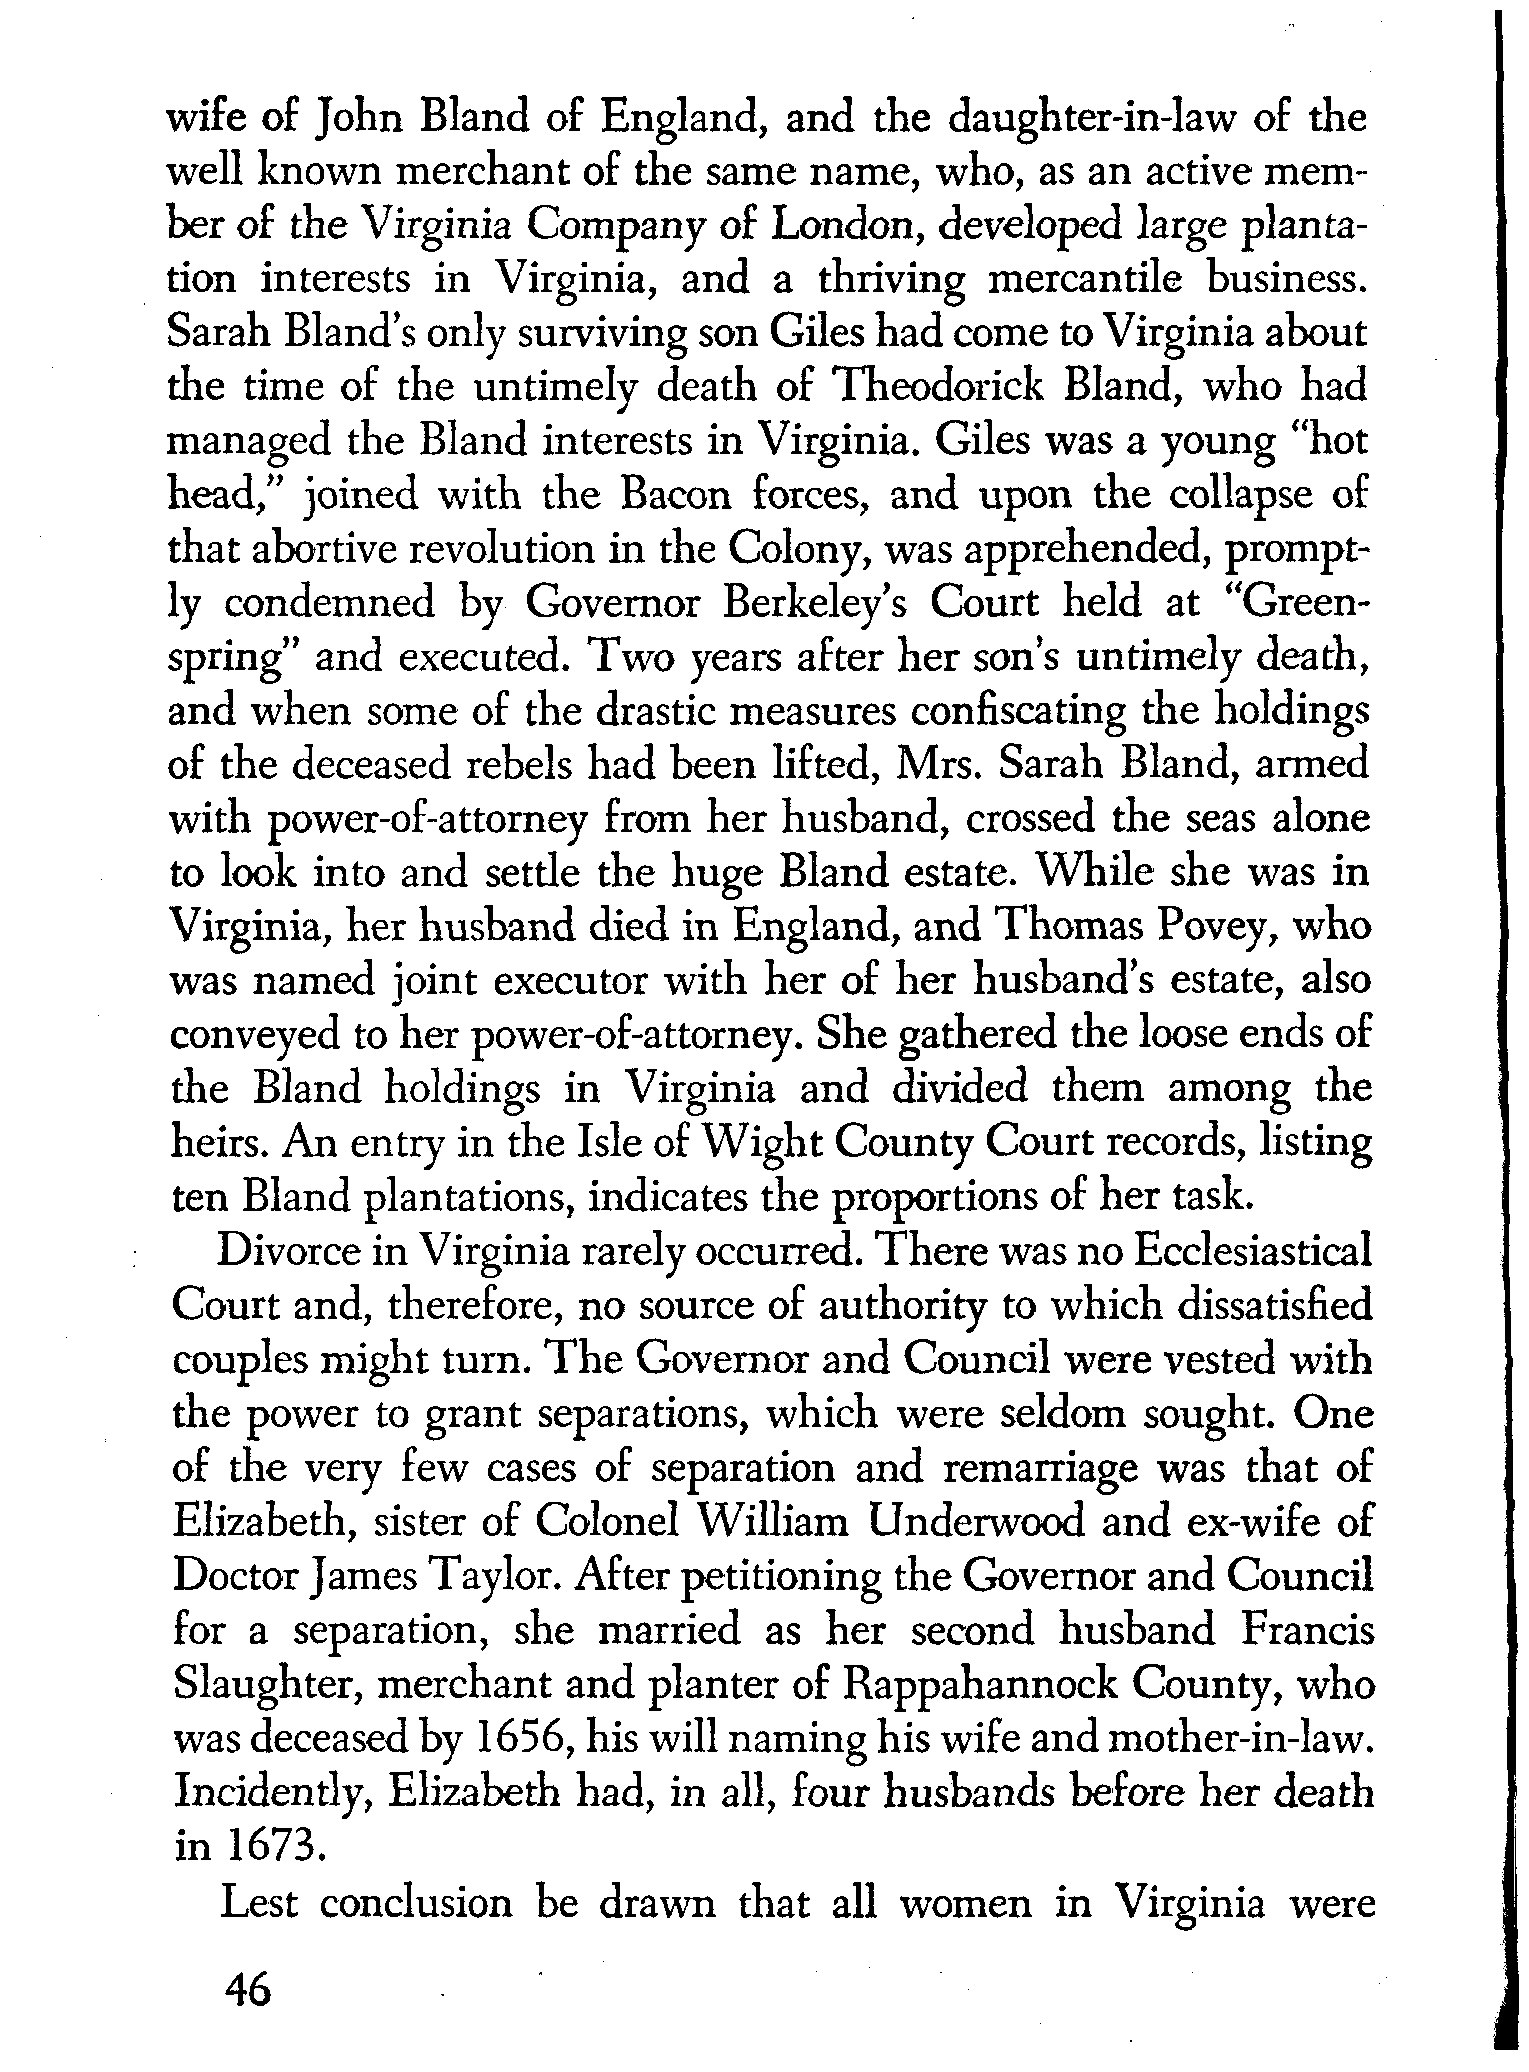 wife of John Bland of England, and the daughter-in-law of the
well known merchant of the same name, who, as an active mem-
ber of the Virginia Company of London, developed large planta-
tion interests in Virginia, and a thriving mercantile business.
Sarah Bland's only surviving son Giles had come to Virginia about
the time of the untimely death of Theodorick Bland, who had
managed the Bland interests in Virginia. Giles was a young “hot
head,” joined with the Bacon forces, and upon the collapse of
that abortive revolution in the Colony, was apprehended, prompt-
ly condemned by Governor Berkeley's Court held at “Green-
spring” and executed. Two years after her son's untimely death,
and when some of the drastic measures confiscating the holdings
of the deceased rebels had been lifted, Mrs. Sarah Bland, armed
with power-of-attorney from her husband, crossed the seas alone
to look into and settle the huge Bland estate. While she was in
Virginia, her husband died in England, and Thomas Povey, who
was named joint executor with her of her husband's estate, also
conveyed to her power-of-attorney. She gathered the loose ends of
the Bland holdings in Virginia and divided them among the
heirs. An entry in the Isle of Wight County Court records, listing
ten Bland plantations, indicates the proportions of her task.
Divorce in Virginia rarely occurred. There was no Ecclesiastical
Court and, therefore, no source of authority to which dissatisfied
couples might turn. The Governor and Council were vested with
the power to grant separations, which were seldom sought. One
of the very few cases of separation and remarriage was that of
Elizabeth, sister of Colonel William Underwood and ex-wife of
Doctor James Taylor. After petitioning the Governor and Council
for a separation, she married as her second husband Francis
Slaughter, merchant and planter of Rappahannock County, who
was deceased by 1656, his will naming his wife and mother-in-law.
Incidently, Elizabeth had, in all, four husbands before her death
in 1673.
Lest conclusion be drawn that all women in Virginia were
46